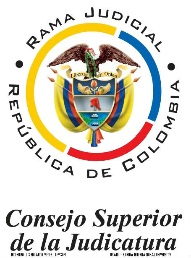 RAMA JUDICIAL
REPÚBLICA DE COLOMBIA
Consejo Superior
de la Judicatura